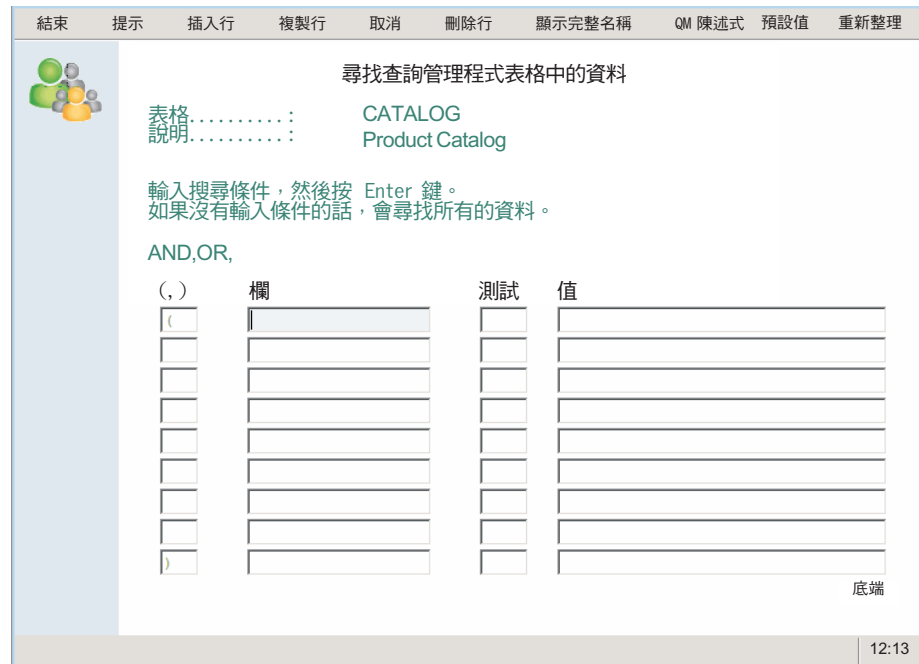 結束 提示 插入行 複製行 取消 刪除行 顯示完整名稱 QM 陳述式 預設值 重新整理
尋找查詢管理程式表格中的資料
表格..........: CATALOG
說明..........: Product Catalog
輸入搜尋條件，然後按 Enter 鍵。
如果沒有輸入條件的話，會尋找所有的資料。
AND,OR,
(,) 欄 測試 值
(
)
底端
12:13